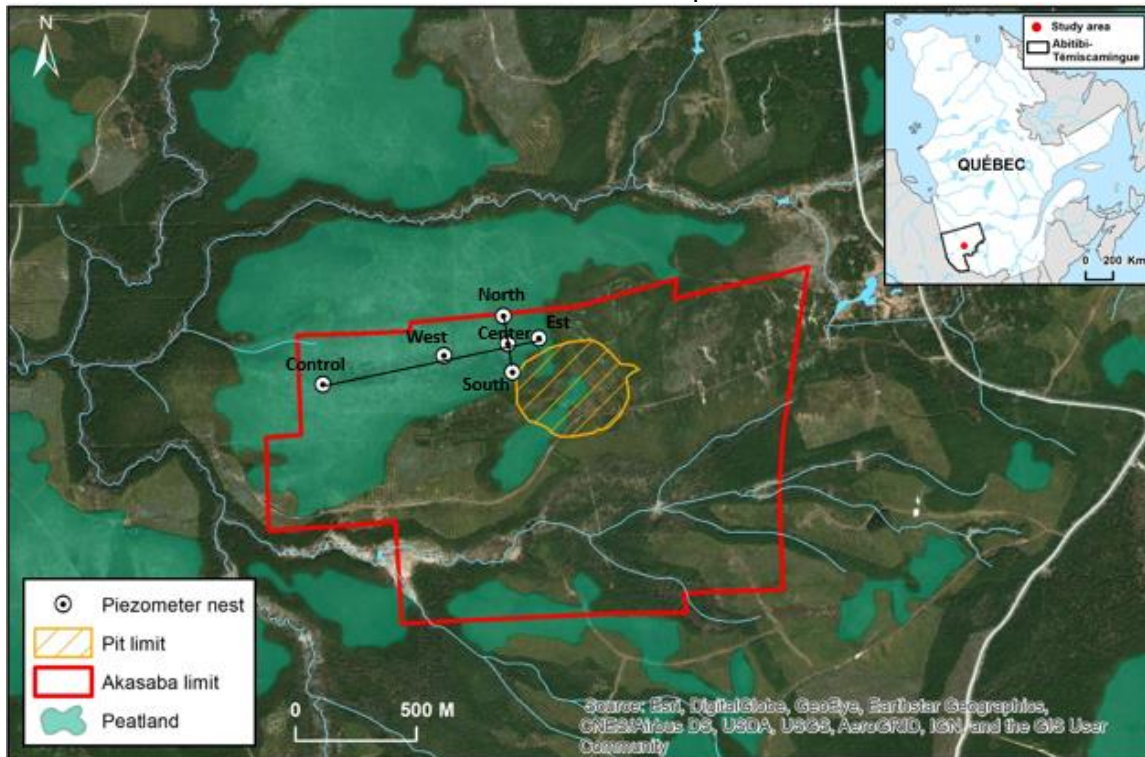 N
Study area
Abitibi-
Témiscamingue
QUÉBEC
0 200 Km
North
Est
Center
West
Control
South
Piezometer nest
Pit limit
Akasaba limit
Peatland
0 500 M
Source: Esri, DigitalGlobe, GeoEye, Earthstar Geographics,
CNES/Airbus DS, USDA, USGS, AeroGRID, IGN, and the GIS User
Community